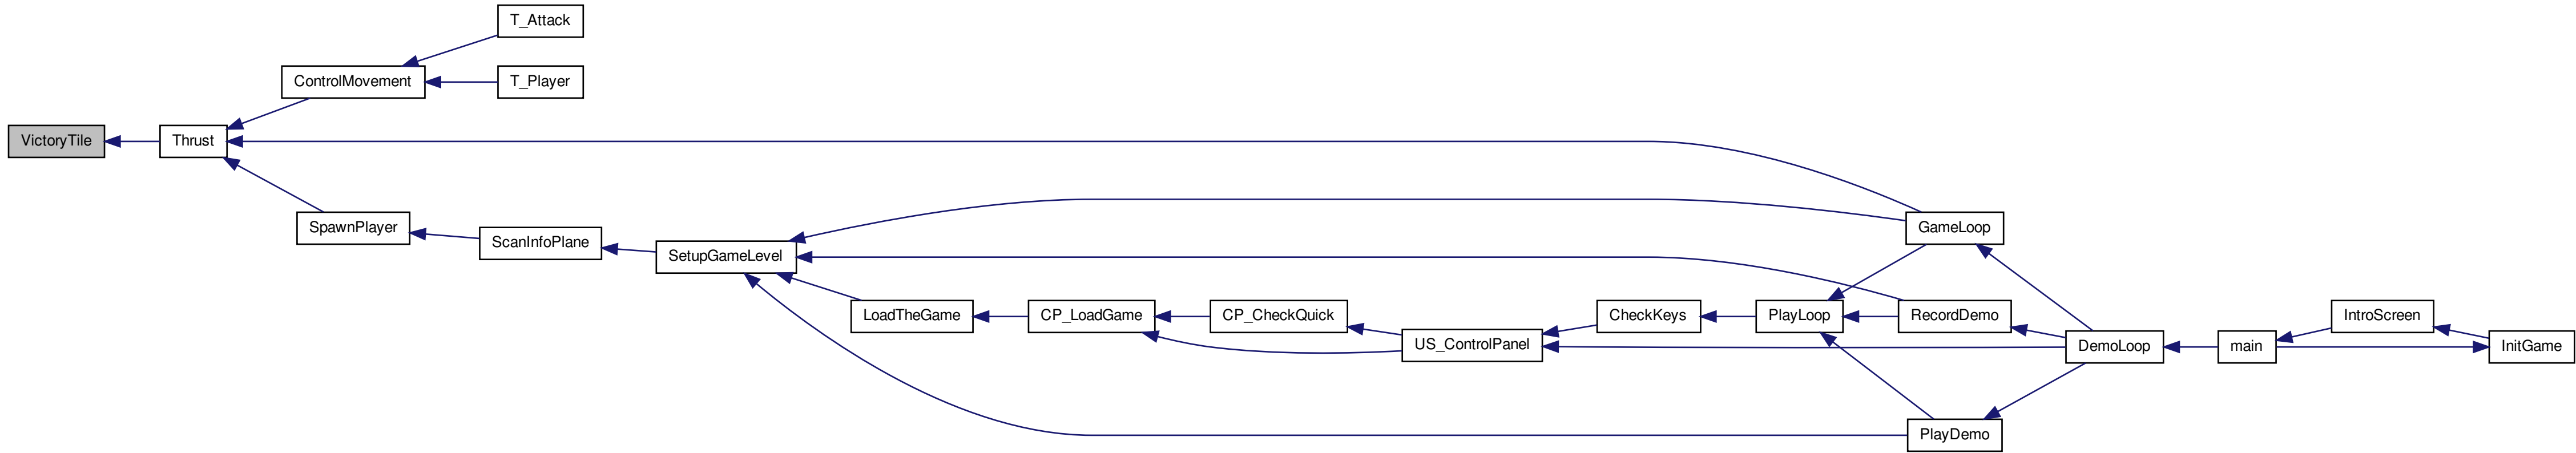 T_Attack
ControlMovement
T_Player
VictoryTile
Thrust
SpawnPlayer
ScanInfoPlane
SetupGameLevel
GameLoop
LoadTheGame
CP_LoadGame
CP_CheckQuick
CheckKeys
PlayLoop
RecordDemo
IntroScreen
US_ControlPanel
DemoLoop
main
InitGame
PlayDemo